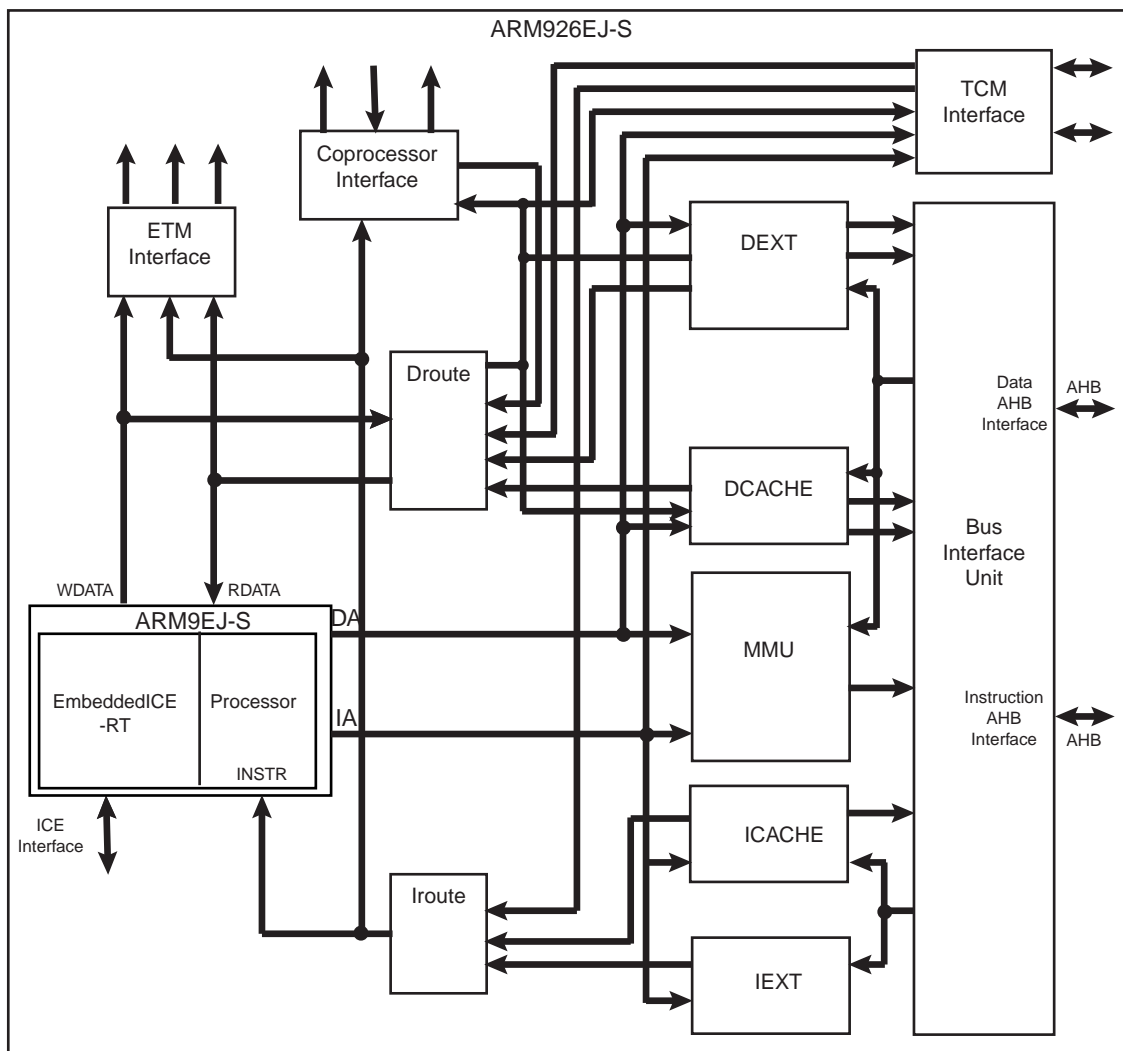 ARM926EJ-S
TCM
Interface
Coprocessor
Interface
ETM
Interface
DEXT
Droute
Data
AHB
Interface
AHB
DCACHE
Bus
Interface
Unit
WDATA
RDATA
ARM9EJ-S
DA
MMU
EmbeddedICE
-RT
Processor
IA
INSTR
Instruction
AHB
Interface
AHB
ICE
Interface
ICACHE
Iroute
IEXT